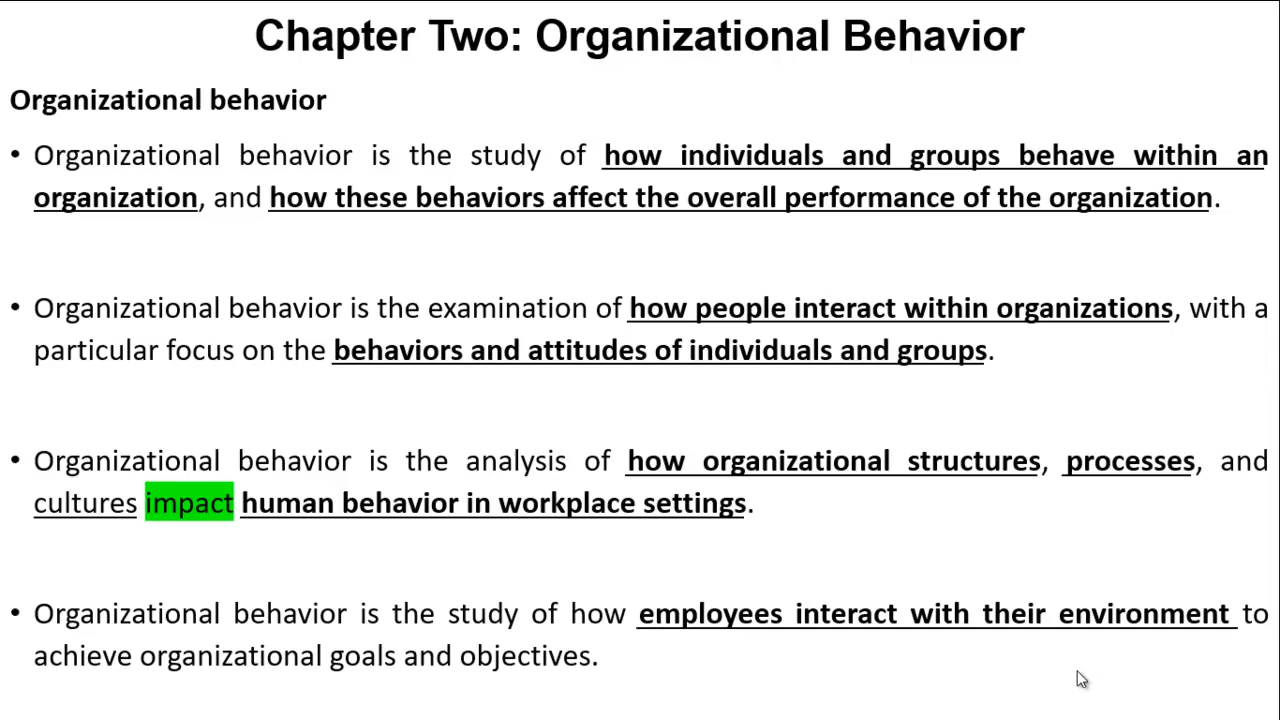 Chapter Two: Organizational Behavior
Organizational behavior
• Organizational behavior is the study of how individuals and groups behave within an
organization, and how these behaviors affect the overall performance of the organization.
• Organizational behavior is the examination of how people interact within organizations, with a
particular focus on the behaviors and attitudes of individuals and groups.
• Organizational behavior is the analysis of how organizational structures, processes, and
cultures impact human behavior in workplace settings.
• Organizational behavior is the study of how employees interact with their environment to
achieve organizational goals and objectives.